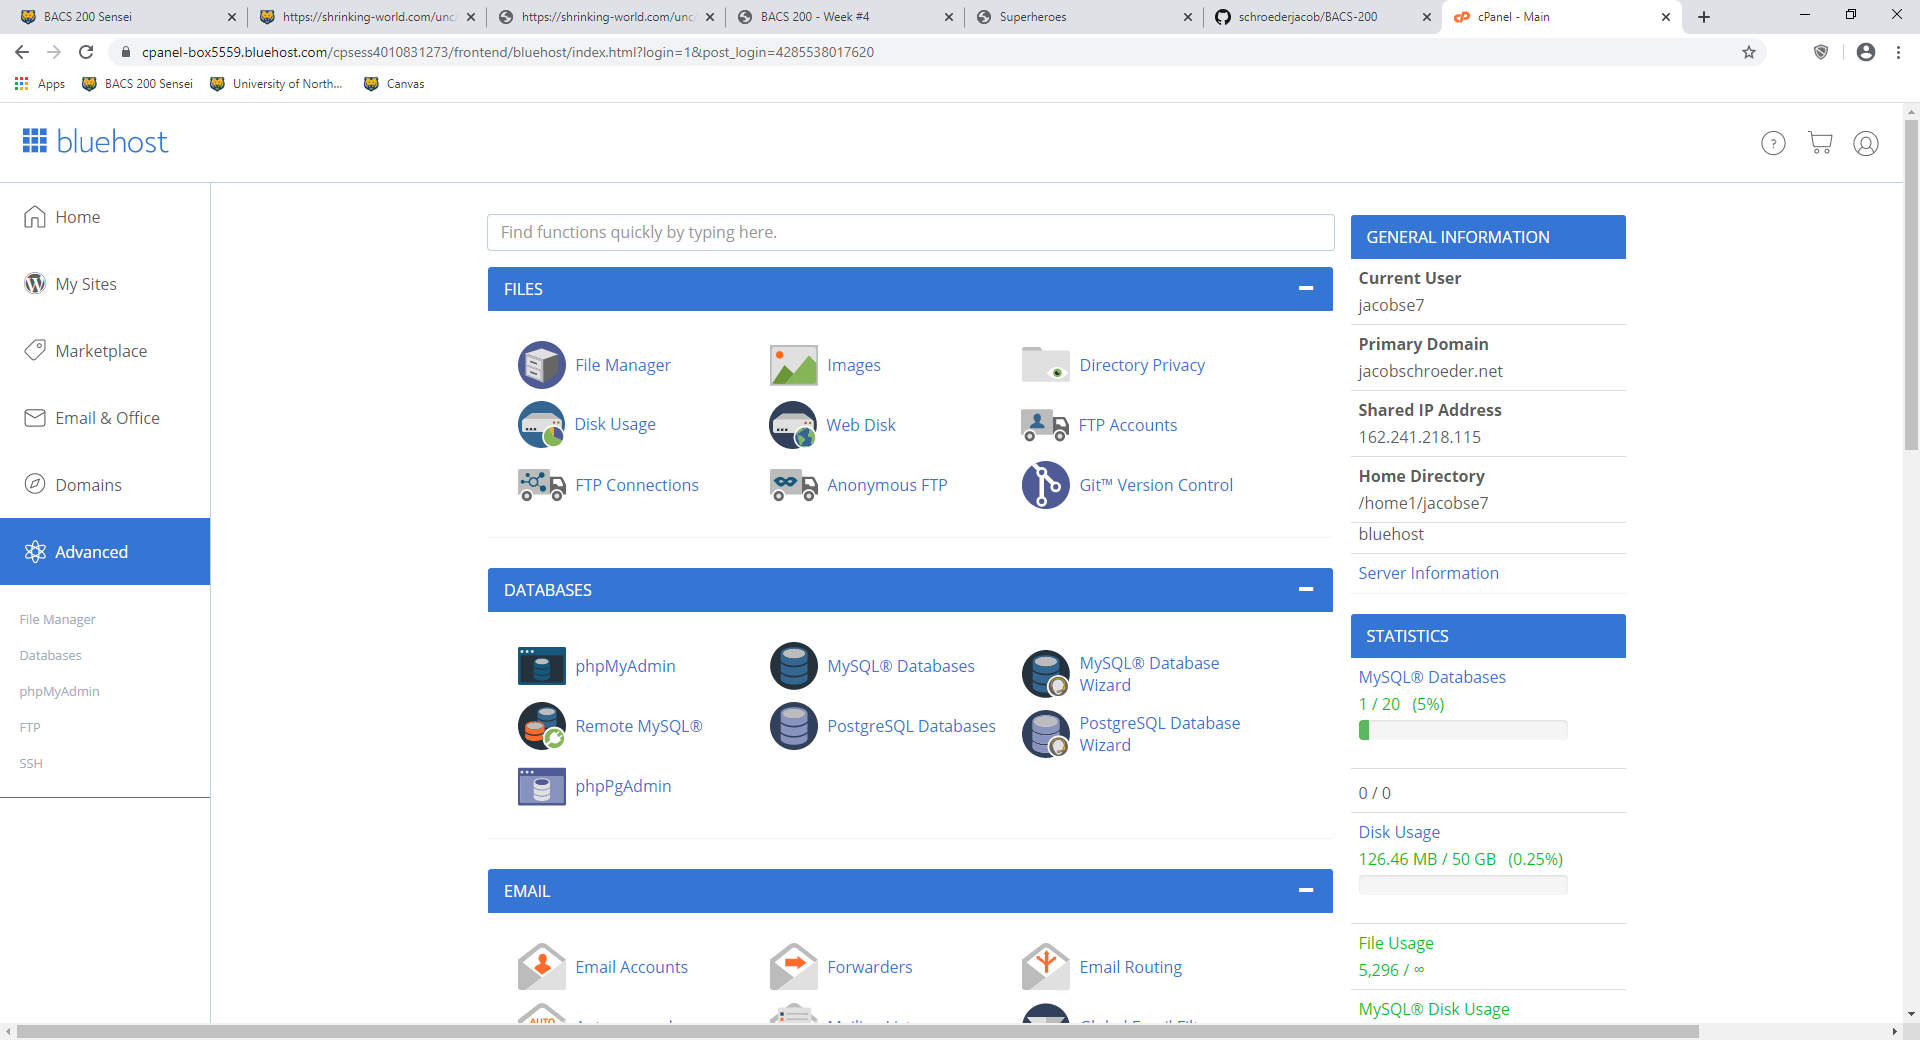 BACS 200 Sensei
https://shrinking-world.com/unc/
https://shrinking-world.com/unc/
BACS 200 - Week #4
Superheroes
schroederjacob/BACS-200
cPanel - Main
cpanel-box5559.bluehost.com/cpsess4010831273/frontend/bluehost/index.html?login=1&post_login=4285538017620
Apps
BACS 200 Sensei
University of North...
Canvas
bluehost
?
Home
My Sites
Marketplace
Email & Office
Domains
Advanced
File Manager
Databases
phpMyAdmin
FTP
SSH
Find functions quickly by typing here.
FILES
File Manager
Images
Directory Privacy
Disk Usage
Web Disk
FTP Accounts
FTP Connections
Anonymous FTP
Git™ Version Control
DATABASES
phpMyAdmin
MySQL® Databases
MySQL® Database
Wizard
Remote MySQL®
PostgreSQL Databases
PostgreSQL Database
Wizard
phpPgAdmin
EMAIL
Email Accounts
Forwarders
Email Routing
AUTO
GENERAL INFORMATION
Current User
jacobse7
Primary Domain
jacobschroeder.net
Shared IP Address
162.241.218.115
Home Directory
/home1/jacobse7
bluehost
Server Information
STATISTICS
MySQL® Databases
1 / 20 (5%)
0 / 0
Disk Usage
126.46 MB / 50 GB (0.25%)
File Usage
5,296 / ∞
MySQL® Disk Usage